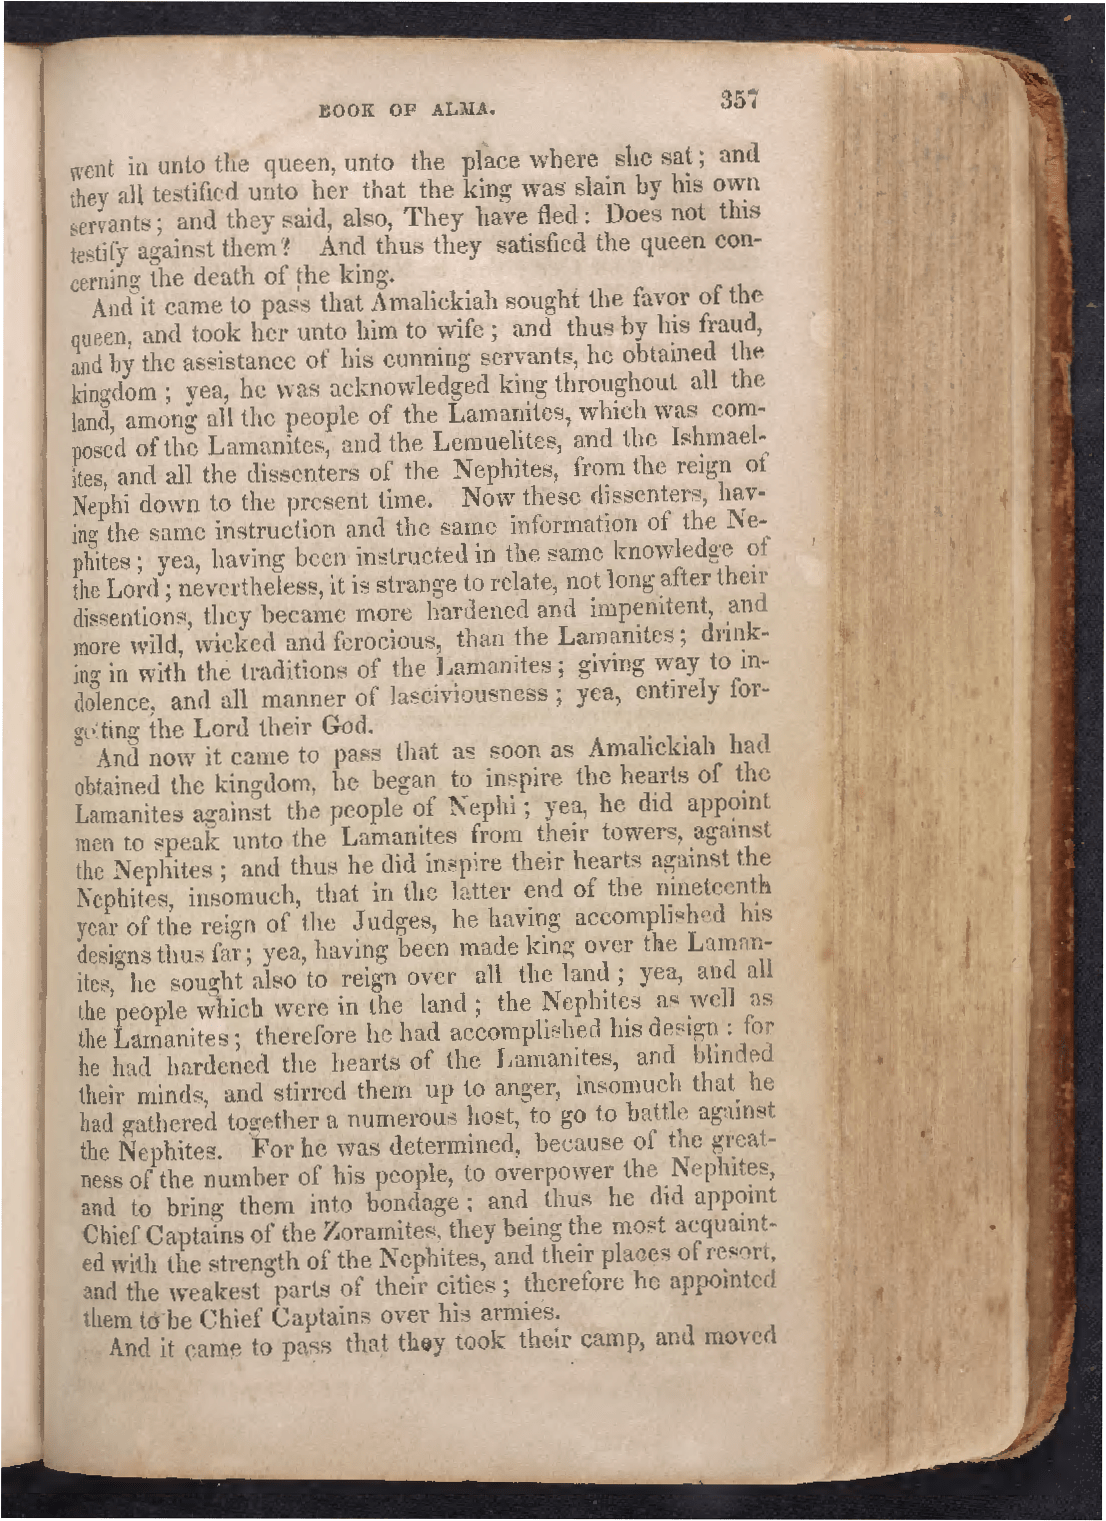 BOOK OF ALMA. 357
went in unto the queen, unto the place where she sat; and
they all testified unto her that the king was slain by his own
servants; and they said, also, They have fled: Does not this
testify against them? And thus they satisfied the queen con-
cerning the death of the king.
And it came to pass that Amalickiah sought the favor of the
queen, and took her unto him to wife; and thus by his fraud,
and by the assistance of his cunning servants, he obtained the
kingdom; yea, he was acknowledged king throughout all the
land, among all the people of the Lamanites, which was com-
posed of the Lamanites, and the Lemuelites, and the Ishmael-
ites, and all the dissenters of the Nephites, from the reign of
Nephi down to the present time. Now these dissenters, hav-
ing the same instruction and the same information of the Ne-
phites; yea, having been instructed in the same knowledge of
the Lord; nevertheless, it is strange to relate, not long after their
dissentions, they became more hardened and impenitent, and
more wild, wicked and ferocious, than the Lamanites; drink-
ing in with the traditions of the Lamanites; giving way to in-
dolence, and all manner of lasciviousness; yea, entirely for-
getting the Lord their God.
And now it came to pass that as soon as Amalickiah had
obtained the kingdom, he began to inspire the hearts of the
Lamanites against the people of Nephi; yea, he did appoint
men to speak unto the Lamanites from their towers, against
the Nephites; and thus he did inspire their hearts against the
Nephites, insomuch, that in the latter end of the nineteenth
year of the reign of the Judges, he having accomplished his
designs thus far; yea, having been made king over the Laman-
ites, he sought also to reign over all the land; yea, and all
the people which were in the land; the Nephites as well as
the Lamanites; therefore he had accomplished his design: for
he had hardened the hearts of the Lamanites, and blinded
their minds, and stirred them up to anger, insomuch that he
had gathered together a numerous host, to go to battle against
the Nephites. For he was determined, because of the great-
ness of the number of his people, to overpower the Nephites,
and to bring them into bondage; and thus he did appoint
Chief Captains of the Zoramites, they being the most acquaint-
ed with the strength of the Nephites, and their places of resort,
and the weakest parts of their cities; therefore he appointed
them to be Chief Captains over his armies.
And it came to pass that they took their camp, and moved